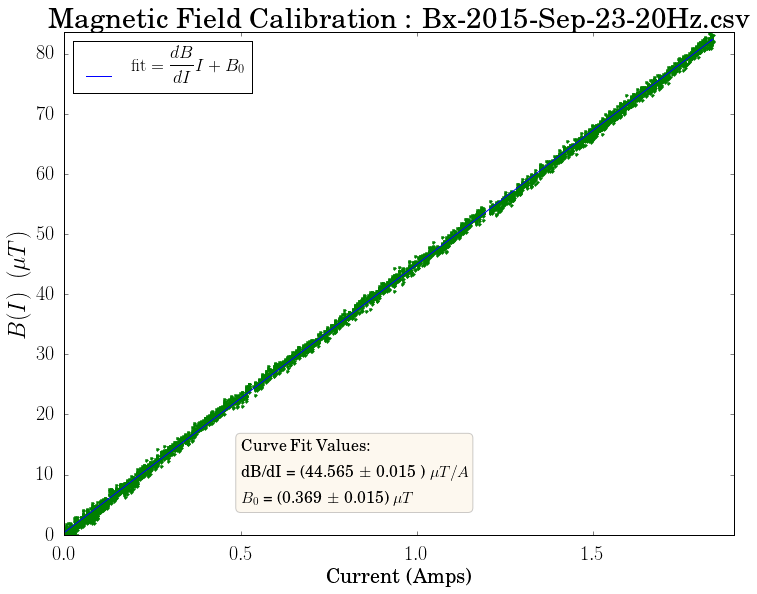 Magnetic Field Calibration : Bx-2015-Sep-23-20Hz.csv
fit = dB/dI I + B₀
B(I) (μT)
80
70
60
50
40
30
20
10
0
Curve Fit Values:
dB/dI = (44.565 ± 0.015 ) μT/A
B₀ = (0.369 ± 0.015) μT
0.0 0.5 1.0 1.5
Current (Amps)